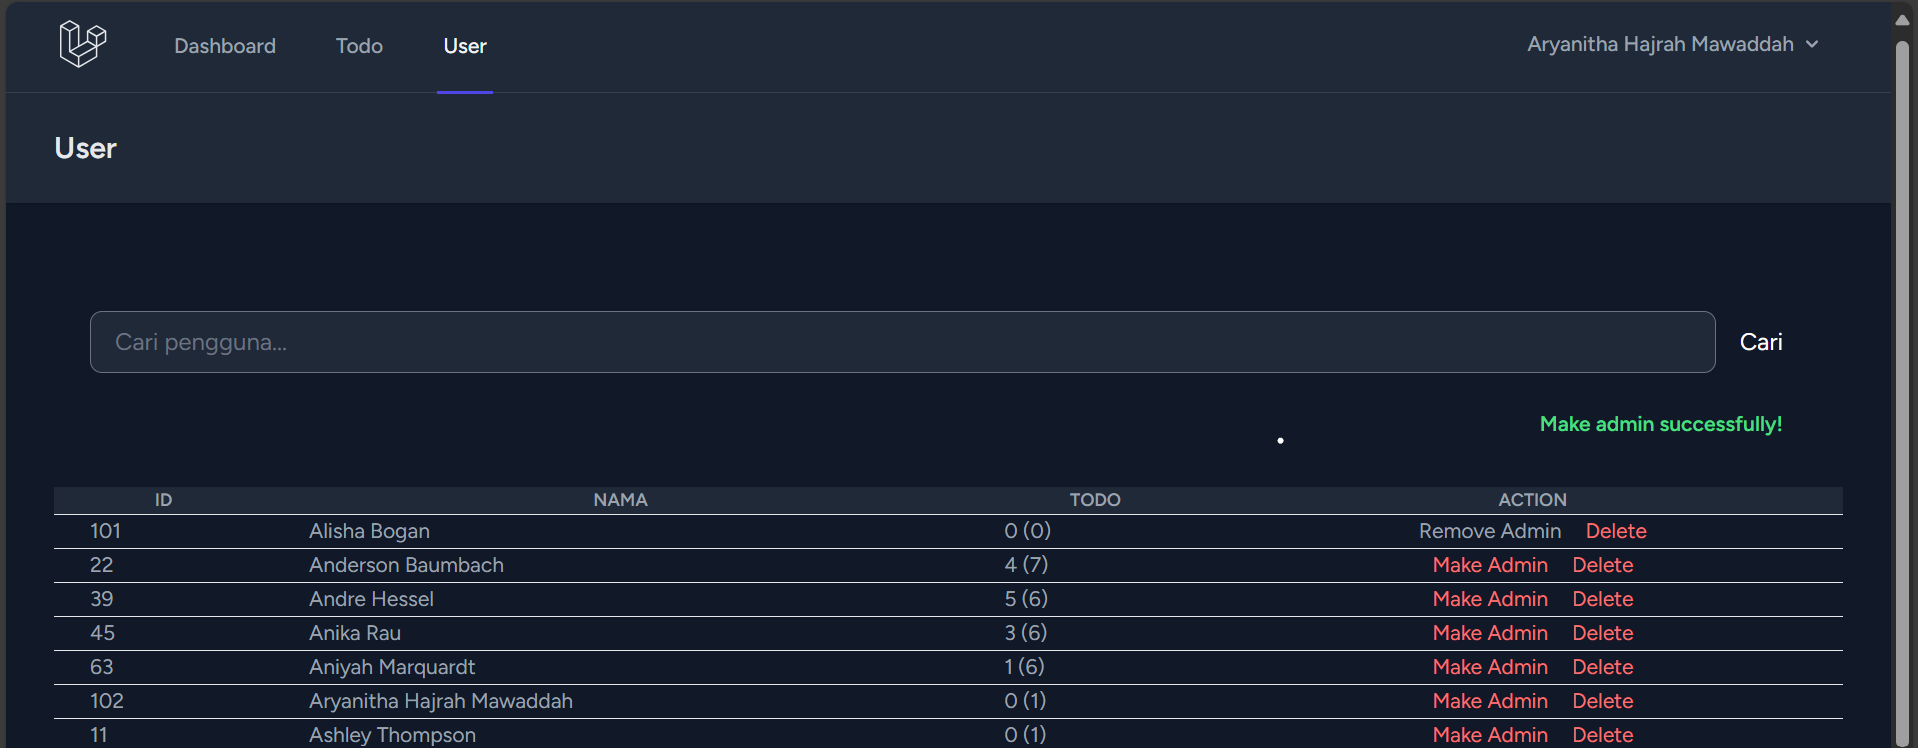 Dashboard Todo User Aryanitha Hajrah Mawaddah
User
Cari pengguna... Cari
Make admin successfully!
ID NAMA TODO ACTION
101 Alisha Bogan 0 (0) Remove Admin Delete
22 Anderson Baumbach 4 (7) Make Admin Delete
39 Andre Hessel 5 (6) Make Admin Delete
45 Anika Rau 3 (6) Make Admin Delete
63 Aniyah Marquardt 1 (6) Make Admin Delete
102 Aryanitha Hajrah Mawaddah 0 (1) Make Admin Delete
11 Ashley Thompson 0 (1) Make Admin Delete